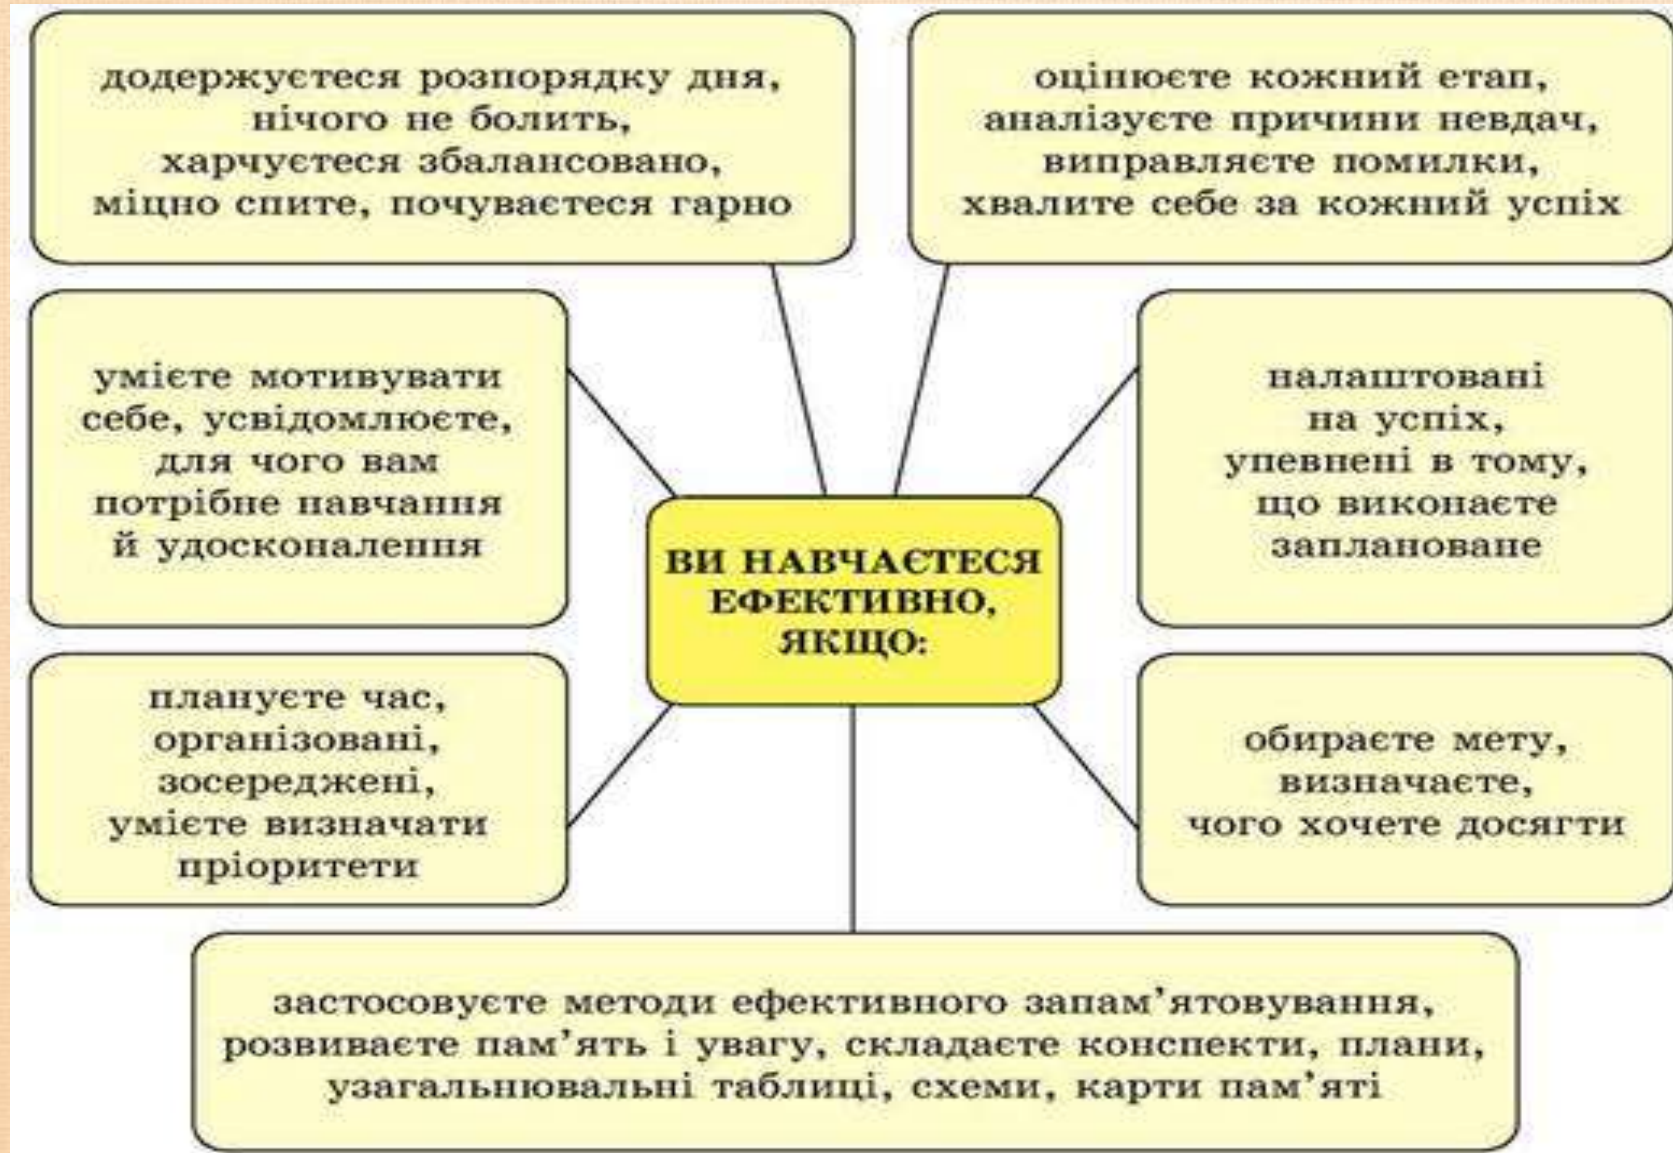 додержуєтеся розпорядку дня,
нічого не болить,
харчуєтеся збалансовано,
міцно спите, почуваєтеся гарно
оцінюєте кожний етап,
аналізуєте причини невдач,
виправляєте помилки,
хвалите себе за кожний успіх
умієте мотивувати
себе, усвідомлюєте,
для чого вам
потрібне навчання
й удосконалення
налаштовані
на успіх,
упевнені в тому,
що виконаєте
заплановане
ВИ НАВЧАЄТЕСЯ
ЕФЕКТИВНО,
ЯКЩО:
плануєте час,
організовані,
зосереджені,
умієте визначати
пріоритети
обираєте мету,
визначаєте,
чого хочете досягти
застосовуєте методи ефективного запам’ятовування,
розвиваєте пам’ять і увагу, складаєте конспекти, плани,
узагальнювальні таблиці, схеми, карти пам’яті